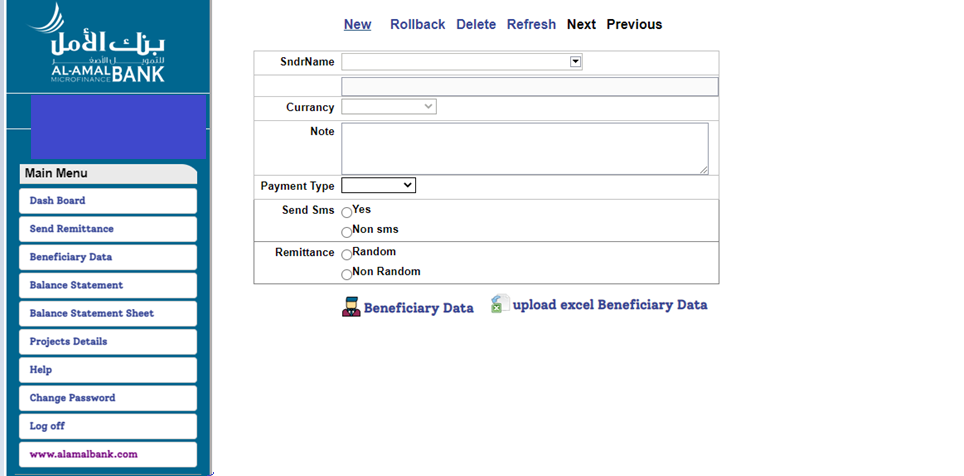 بنك الأمل
للتمويل الأصغر
AL-AMAL BANK
MICROFINANCE
Main Menu
Dash Board
Send Remittance
Beneficiary Data
Balance Statement
Balance Statement Sheet
Projects Details
Help
Change Password
Log off
www.alamalbank.com
New Rollback Delete Refresh Next Previous
SndrName
Currancy
Note
Payment Type
Send Sms
Yes
Non sms
Remittance
Random
Non Random
Beneficiary Data
upload excel Beneficiary Data